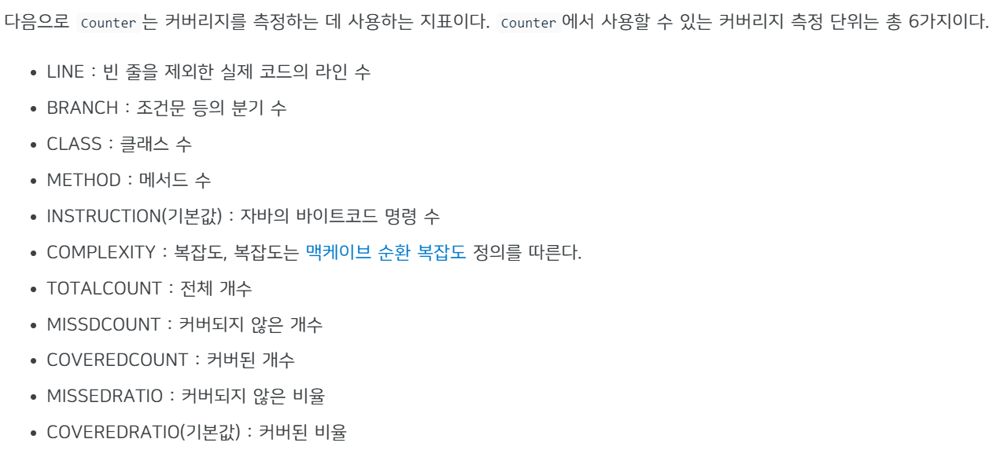 다음으로 Counter 는 커버리지를 측정하는 데 사용하는 지표이다. Counter 에서 사용할 수 있는 커버리지 측정 단위는 총 6가지이다.
• LINE : 빈 줄을 제외한 실제 코드의 라인 수
• BRANCH : 조건문 등의 분기 수
• CLASS : 클래스 수
• METHOD : 메서드 수
• INSTRUCTION(기본값) : 자바의 바이트코드 명령 수
• COMPLEXITY : 복잡도, 복잡도는 맥케이브 순환 복잡도 정의를 따른다.
• TOTALCOUNT : 전체 개수
• MISSDCOUNT : 커버되지 않은 개수
• COVEREDCOUNT : 커버된 개수
• MISSEDRATIO : 커버되지 않은 비율
• COVEREDRATIO(기본값) : 커버된 비율